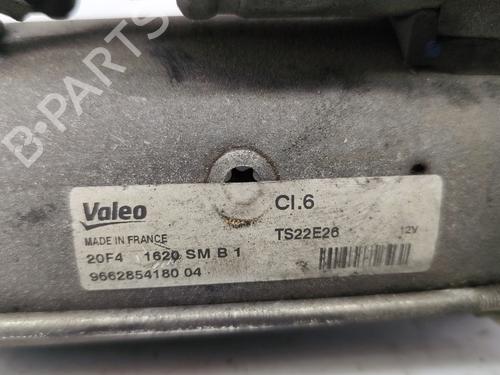 B-PARTS
Valeo Cl.6
MADE IN FRANCE TS22E26 12V
20F4 1620 SM B 1
9662854180 04